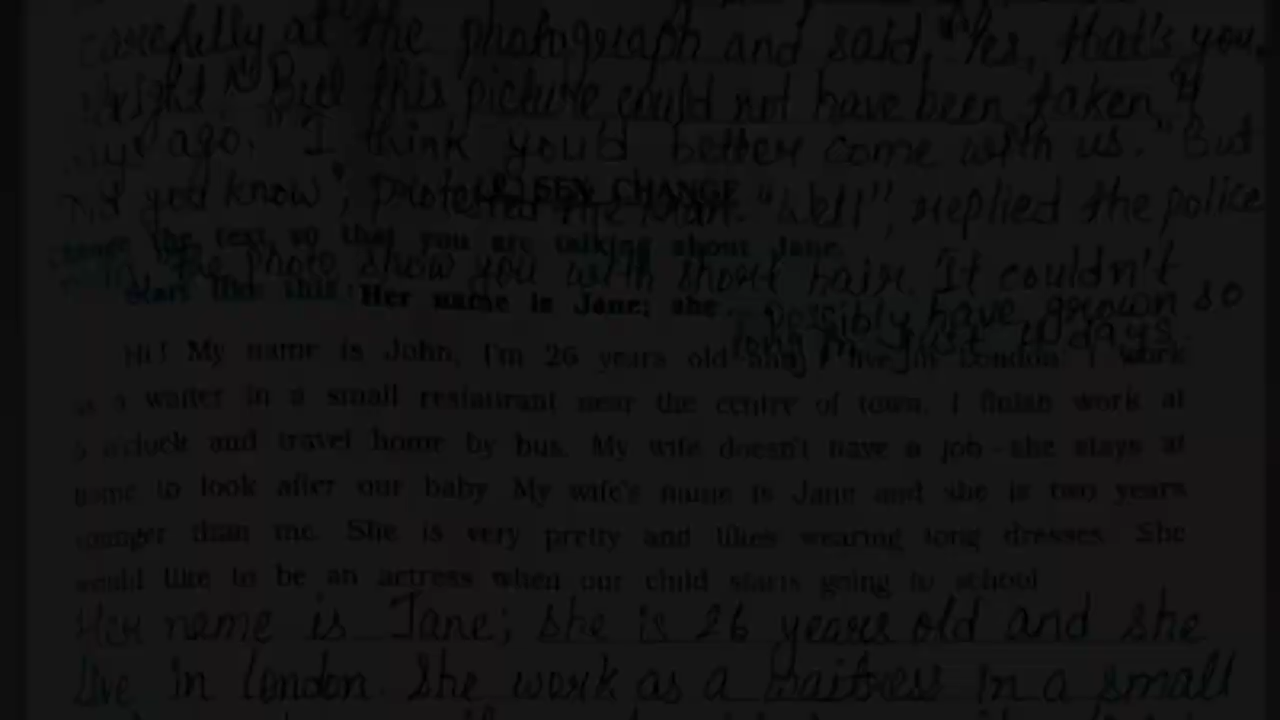 carefully at the photograph and said, "Yes, that's you,
right." "But this picture could not have been taken
ago. "I think you'd better come with us." But
you know", protested the man. "Well", replied the police
SEX CHANGE
the text so that you are talking about Jane.
the photo show you with short hair. It couldn't
Start like this: Her name is Jane; she
possibly have grown so
long in just 10 days.
Hi! My name is John, I'm 26 years old and I live in London. I work
as a waiter in a small restaurant near the centre of town. I finish work at
o'clock and travel home by bus. My wife doesn't have a job - she stays at
home to look after our baby. My wife's name is Jane and she is two years
younger than me. She is very pretty and likes wearing long dresses. She
would like to be an actress when our child starts going to school
Her name is Jane; she is 26 years old and she
live in london. She work as a waitress in a small